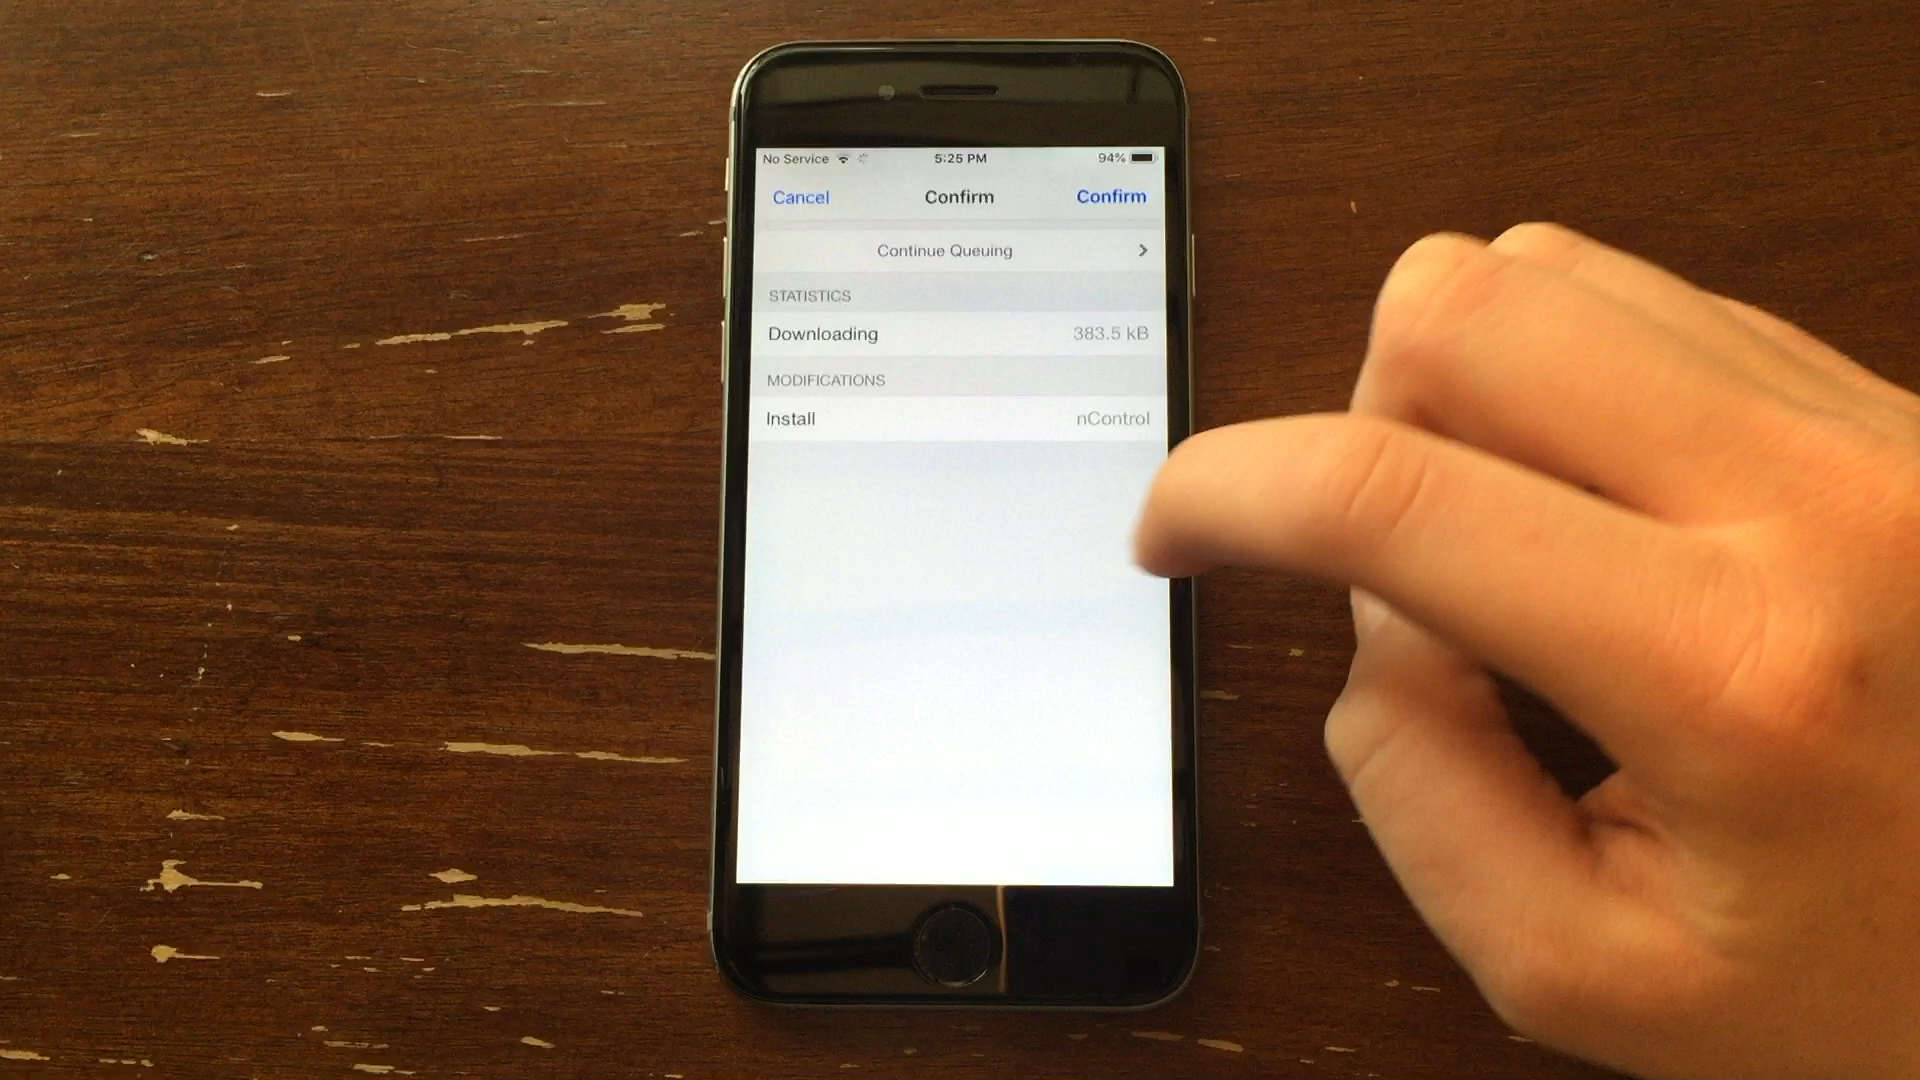 No Service 5:25 PM 94%
Cancel Confirm Confirm
Continue Queuing
STATISTICS
Downloading 383.5 kB
MODIFICATIONS
Install nControl